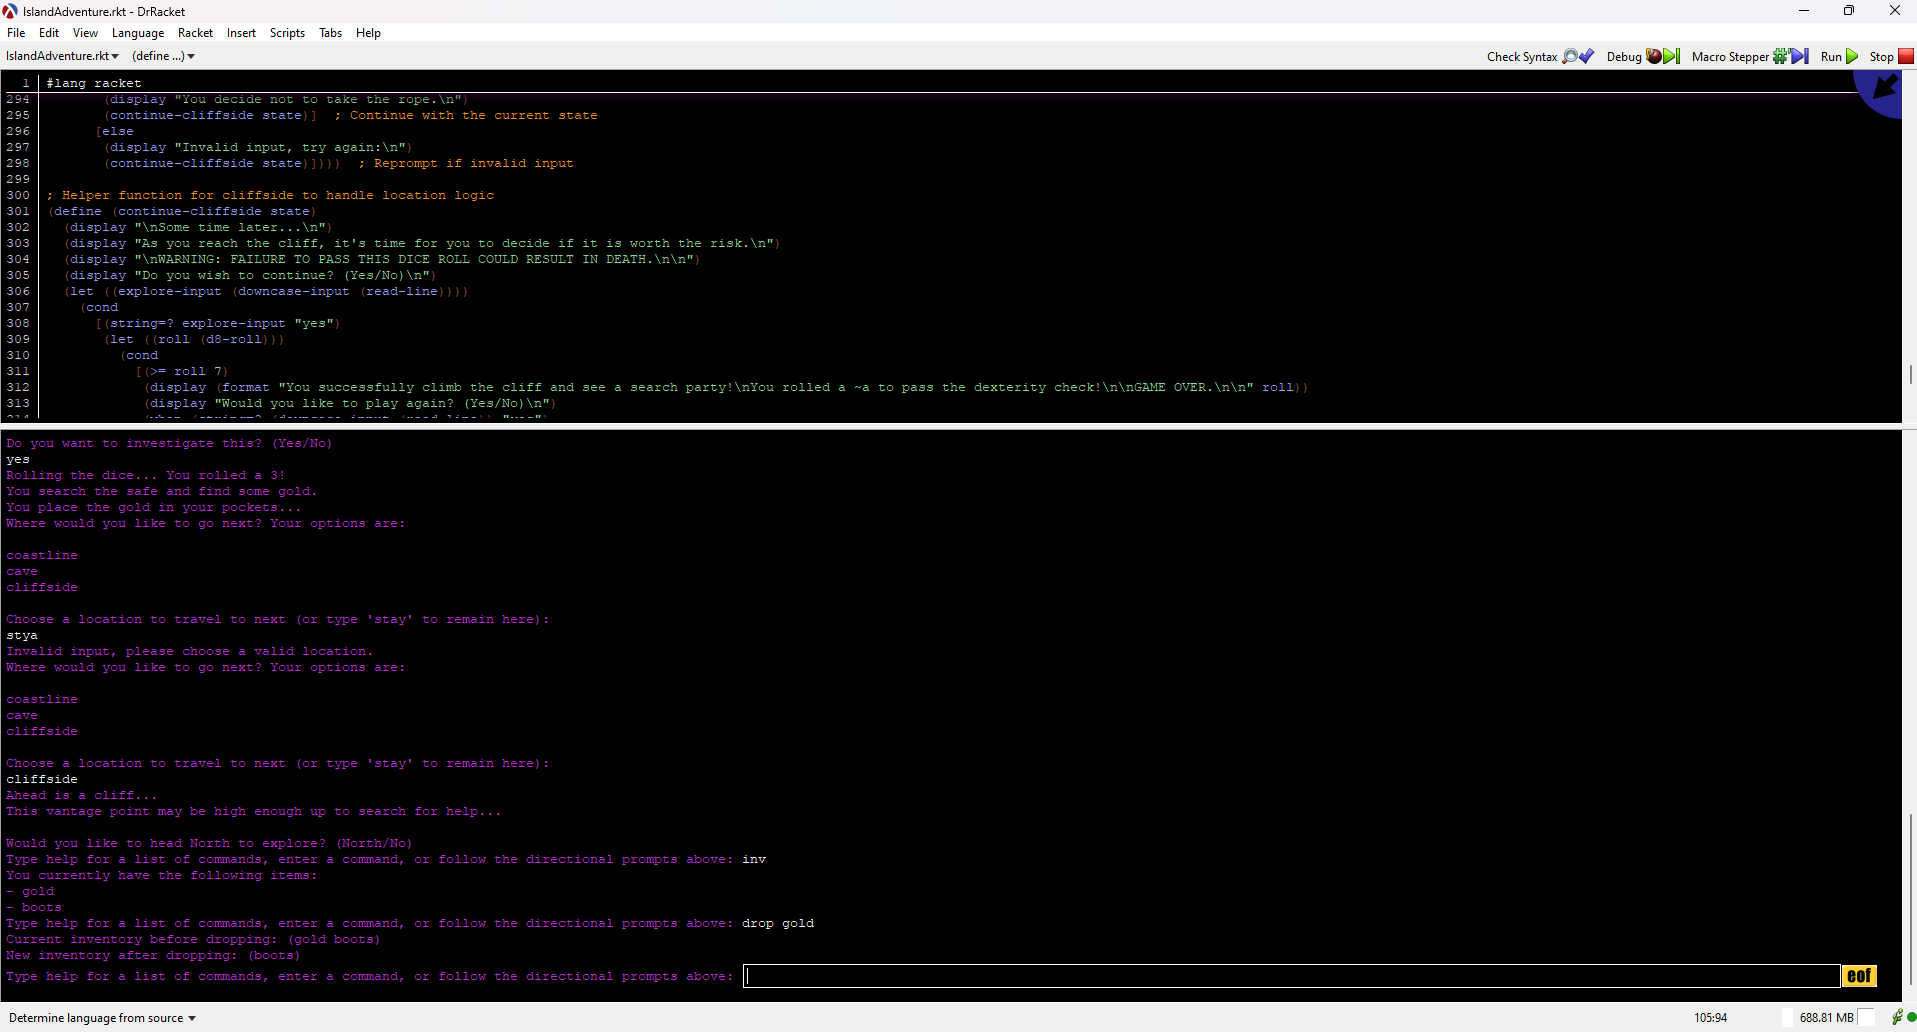 IslandAdventure.rkt - DrRacket
File Edit View Language Racket Insert Scripts Tabs Help
IslandAdventure.rkt (define ...) Check Syntax Debug Macro Stepper Run Stop
1 #lang racket
294 (display "You decide not to take the rope.\n")
295 (continue-cliffside state)] ; Continue with the current state
296 [else
297 (display "Invalid input, try again:\n")
298 (continue-cliffside state)]))) ; Reprompt if invalid input
299
300 ; Helper function for cliffside to handle location logic
301 (define (continue-cliffside state)
302 (display "\nSome time later...\n")
303 (display "As you reach the cliff, it's time for you to decide if it is worth the risk.\n")
304 (display "\nWARNING: FAILURE TO PASS THIS DICE ROLL COULD RESULT IN DEATH.\n\n")
305 (display "Do you wish to continue? (Yes/No)\n")
306 (let ((explore-input (downcase-input (read-line))))
307 (cond
308 [(string=? explore-input "yes")
309 (let ((roll (d8-roll)))
310 (cond
311 [(>= roll 7)
312 (display (format "You successfully climb the cliff and see a search party!\nYou rolled a ~a to pass the dexterity check!\n\nGAME OVER.\n\n" roll))
313 (display "Would you like to play again? (Yes/No)\n")
Do you want to investigate this? (Yes/No)
yes
Rolling the dice... You rolled a 3!
You search the safe and find some gold.
You place the gold in your pockets...
Where would you like to go next? Your options are:
coastline
cave
cliffside
Choose a location to travel to next (or type 'stay' to remain here):
stya
Invalid input, please choose a valid location.
Where would you like to go next? Your options are:
coastline
cave
cliffside
Choose a location to travel to next (or type 'stay' to remain here):
cliffside
Ahead is a cliff...
This vantage point may be high enough up to search for help...
Would you like to head North to explore? (North/No)
Type help for a list of commands, enter a command, or follow the directional prompts above: inv
You currently have the following items:
- gold
- boots
Type help for a list of commands, enter a command, or follow the directional prompts above: drop gold
Current inventory before dropping: (gold boots)
New inventory after dropping: (boots)
Type help for a list of commands, enter a command, or follow the directional prompts above: eof
Determine language from source 105:94 688.81 MB